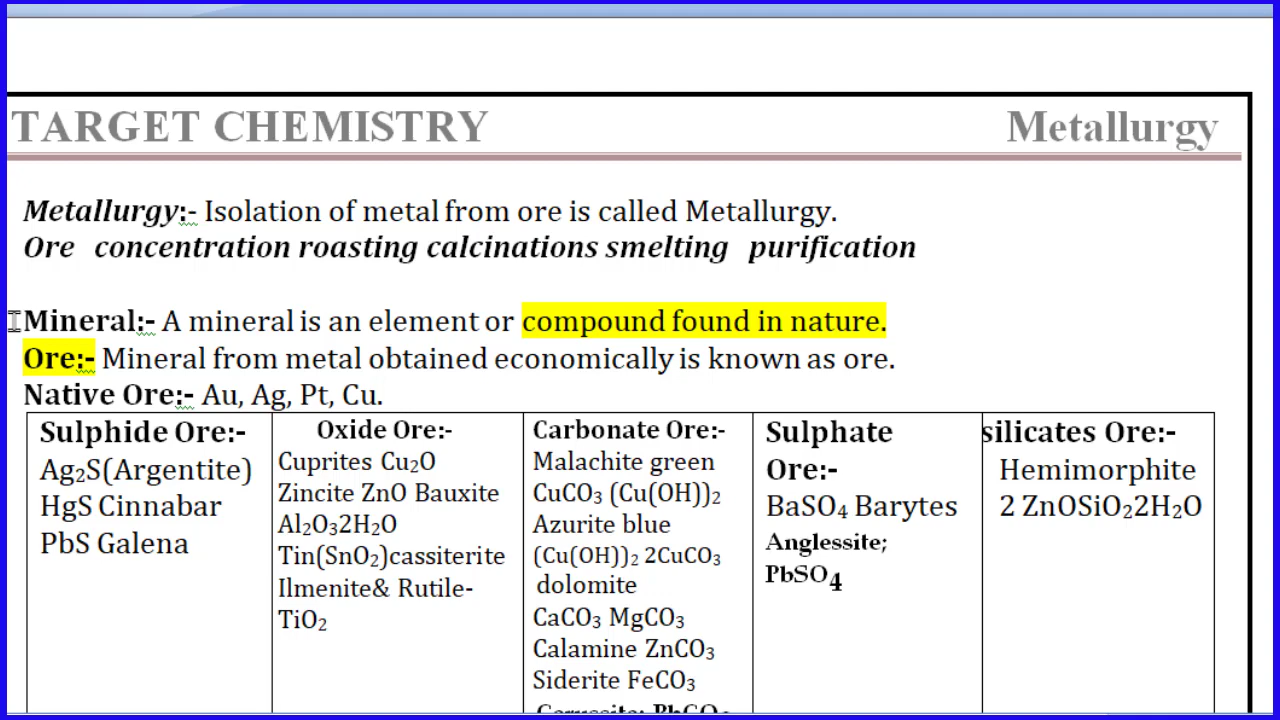 TARGET CHEMISTRY Metallurgy
Metallurgy:- Isolation of metal from ore is called Metallurgy.
Ore concentration roasting calcinations smelting purification
Mineral:- A mineral is an element or compound found in nature.
Ore:- Mineral from metal obtained economically is known as ore.
Native Ore:- Au, Ag, Pt, Cu.
Sulphide Ore:-
Ag₂S(Argentite)
HgS Cinnabar
PbS Galena
Oxide Ore:-
Cuprites Cu₂O
Zincite ZnO Bauxite
Al₂O₃2H₂O
Tin(SnO₂)cassiterite
Ilmenite& Rutile-
TiO₂
Carbonate Ore:-
Malachite green
CuCO₃ (Cu(OH))₂
Azurite blue
(Cu(OH))₂ 2CuCO₃
dolomite
CaCO₃ MgCO₃
Calamine ZnCO₃
Siderite FeCO₃
Sulphate
Ore:-
BaSO₄ Barytes
Anglessite;
PbSO₄
silicates Ore:-
Hemimorphite
2 ZnOSiO₂2H₂O